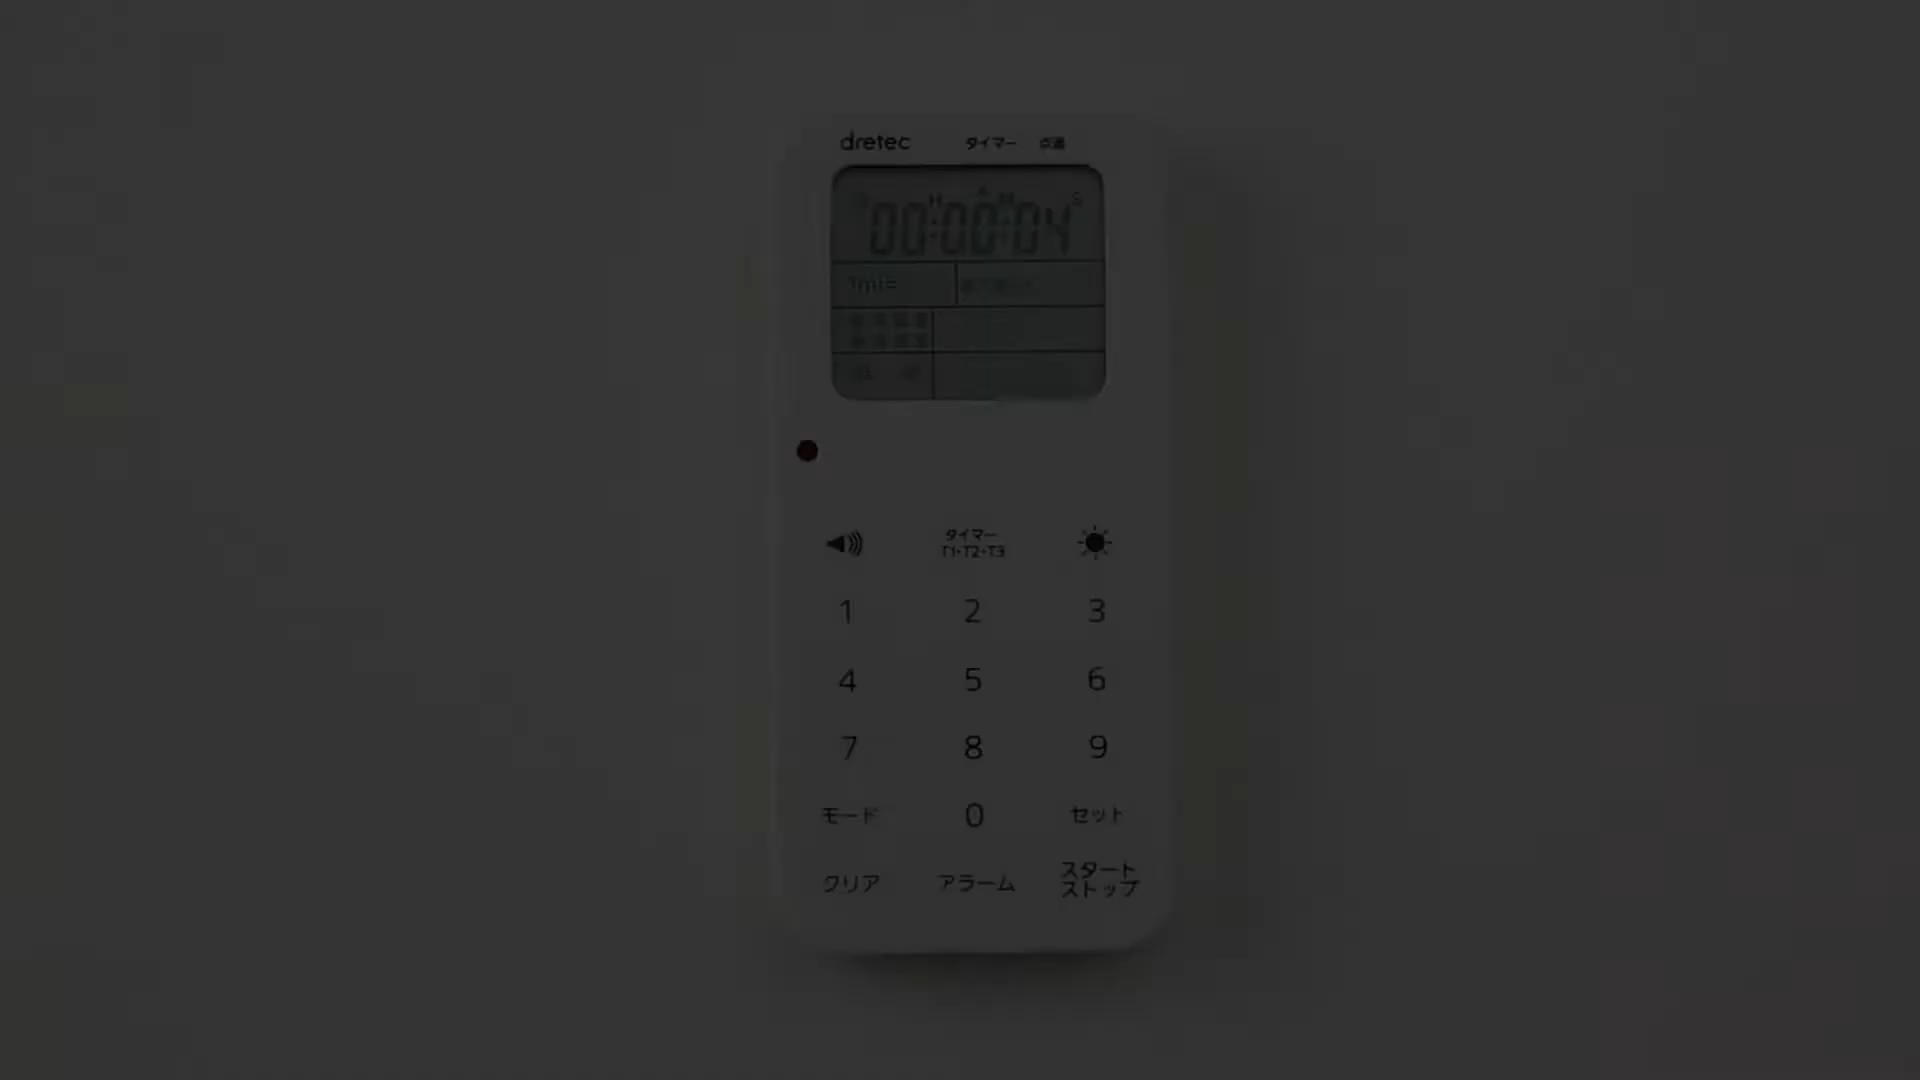 dretec タイマー 点滴
H M S
00:00:04
タイマー
T1・T2・T3
1 2 3
4 5 6
7 8 9
モード 0 セット
クリア アラーム スタート
ストップ